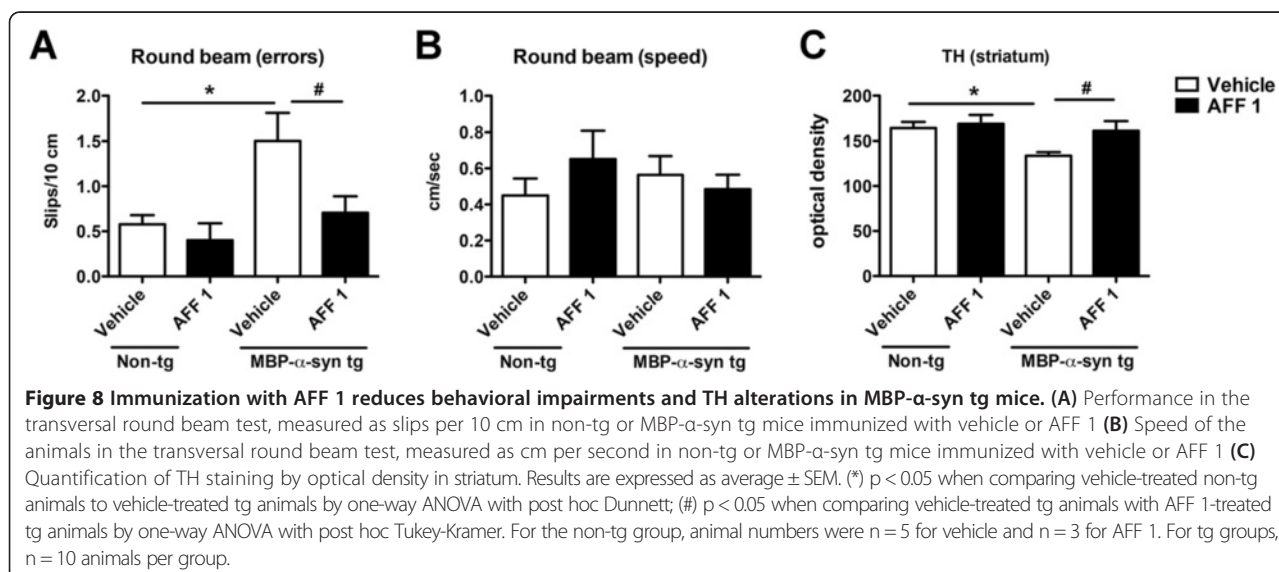 A
Round beam (errors)
*
#
2.0
1.5
1.0
0.5
0.0
Slips/10 cm
Vehicle
AFF 1
Vehicle
AFF 1
Non-tg
MBP-α-syn tg
B
Round beam (speed)
1.0
0.8
0.6
0.4
0.2
0.0
cm/sec
Vehicle
AFF 1
Vehicle
AFF 1
Non-tg
MBP-α-syn tg
C
TH (striatum)
*
#
200
150
100
50
0
optical density
Vehicle
AFF 1
Vehicle
AFF 1
Non-tg
MBP-α-syn tg
Vehicle
AFF 1
Figure 8 Immunization with AFF 1 reduces behavioral impairments and TH alterations in MBP-α-syn tg mice. (A) Performance in the
transversal round beam test, measured as slips per 10 cm in non-tg or MBP-α-syn tg mice immunized with vehicle or AFF 1 (B) Speed of the
animals in the transversal round beam test, measured as cm per second in non-tg or MBP-α-syn tg mice immunized with vehicle or AFF 1 (C)
Quantification of TH staining by optical density in striatum. Results are expressed as average ± SEM. (*) p < 0.05 when comparing vehicle-treated non-tg
animals to vehicle-treated tg animals by one-way ANOVA with post hoc Dunnett; (#) p < 0.05 when comparing vehicle-treated tg animals with AFF 1-treated
tg animals by one-way ANOVA with post hoc Tukey-Kramer. For the non-tg group, animal numbers were n = 5 for vehicle and n = 3 for AFF 1. For tg groups,
n = 10 animals per group.